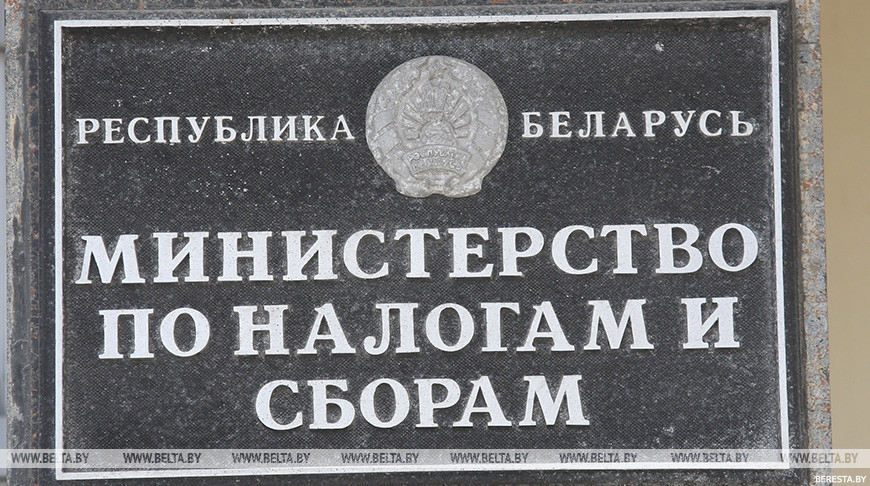 РЕСПУБЛИКА БЕЛАРУСЬ
МИНИСТЕРСТВО
ПО НАЛОГАМ И
СБОРАМ
WWW.BELTA.BY WWW.BELTA.BY WWW.BELTA.BY WWW.BELTA.BY WWW.BELTA.BY WWW.BELTA.BY WWW.BELTA.BY WWW.BELTA.BY
BERESTA.BY